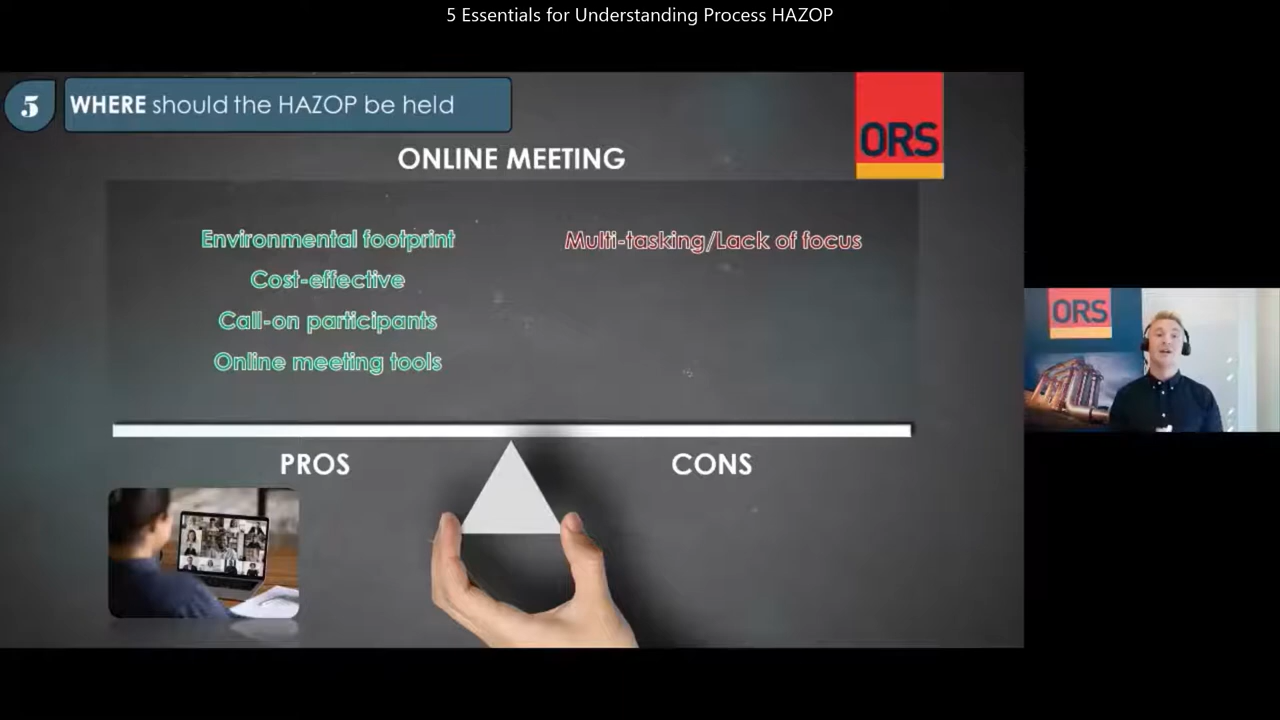 5 Essentials for Understanding Process HAZOP
5
WHERE should the HAZOP be held
ORS
ONLINE MEETING
Environmental footprint
Multi-tasking/Lack of focus
Cost-effective
Call-on participants
Online meeting tools
PROS
CONS
ORS